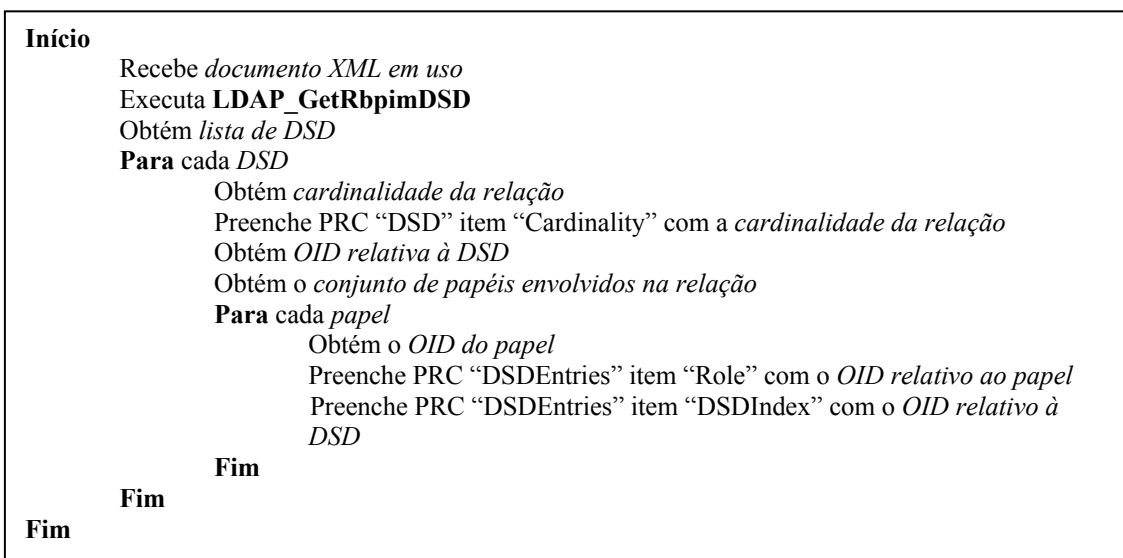 Início
Recebe documento XML em uso
Executa LDAP_GetRbpimDSD
Obtém lista de DSD
Para cada DSD
Obtém cardinalidade da relação
Preenche PRC “DSD” item “Cardinality” com a cardinalidade da relação
Obtém OID relativa à DSD
Obtém o conjunto de papéis envolvidos na relação
Para cada papel
Obtém o OID do papel
Preenche PRC “DSDEntries” item “Role” com o OID relativo ao papel
Preenche PRC “DSDEntries” item “DSDIndex” com o OID relativo à
DSD
Fim
Fim
Fim